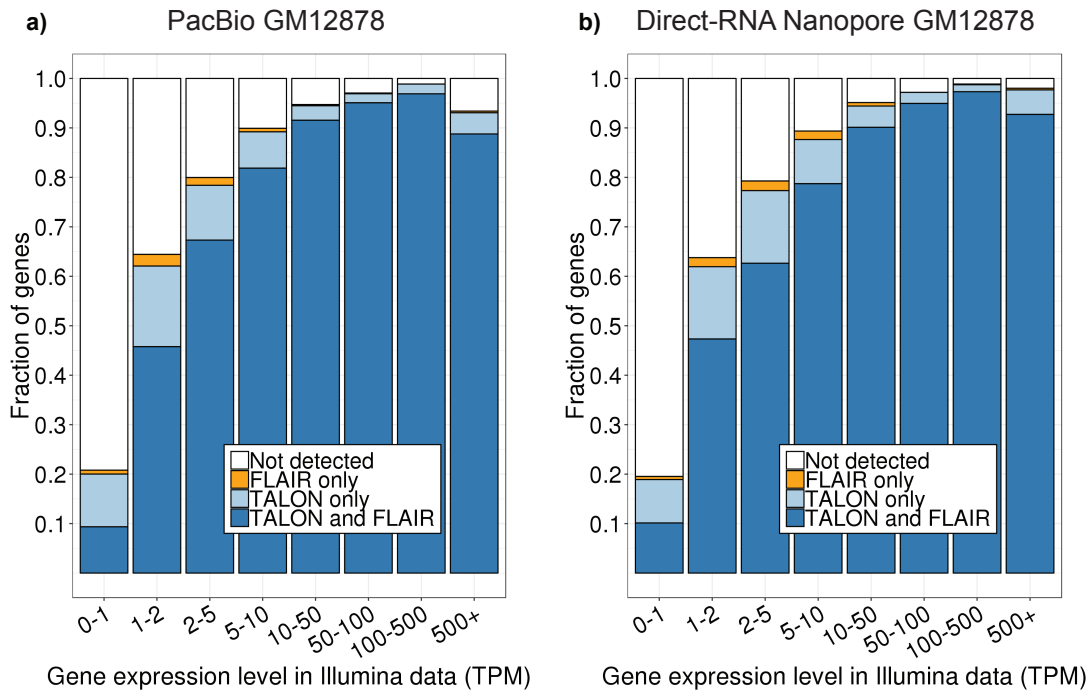 a)
PacBio GM12878
Fraction of genes
1.0
0.9
0.8
0.7
0.6
0.5
0.4
0.3
0.2
0.1
Not detected
FLAIR only
TALON only
TALON and FLAIR
0-1
1-2
2-5
5-10
10-50
50-100
100-500
500+
Gene expression level in Illumina data (TPM)
b)
Direct-RNA Nanopore GM12878
Fraction of genes
1.0
0.9
0.8
0.7
0.6
0.5
0.4
0.3
0.2
0.1
Not detected
FLAIR only
TALON only
TALON and FLAIR
0-1
1-2
2-5
5-10
10-50
50-100
100-500
500+
Gene expression level in Illumina data (TPM)